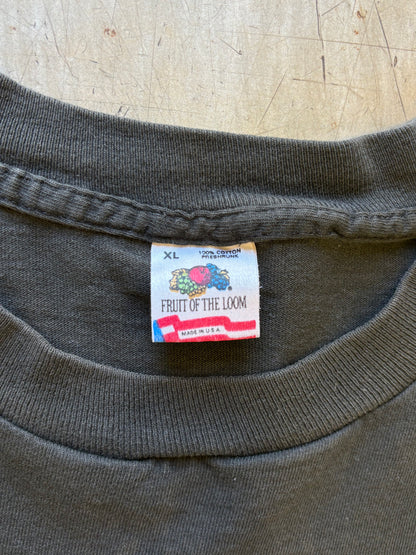 XL
100% COTTON
PRESHRUNK
FRUIT OF THE LOOM
®
MADE IN U.S.A.